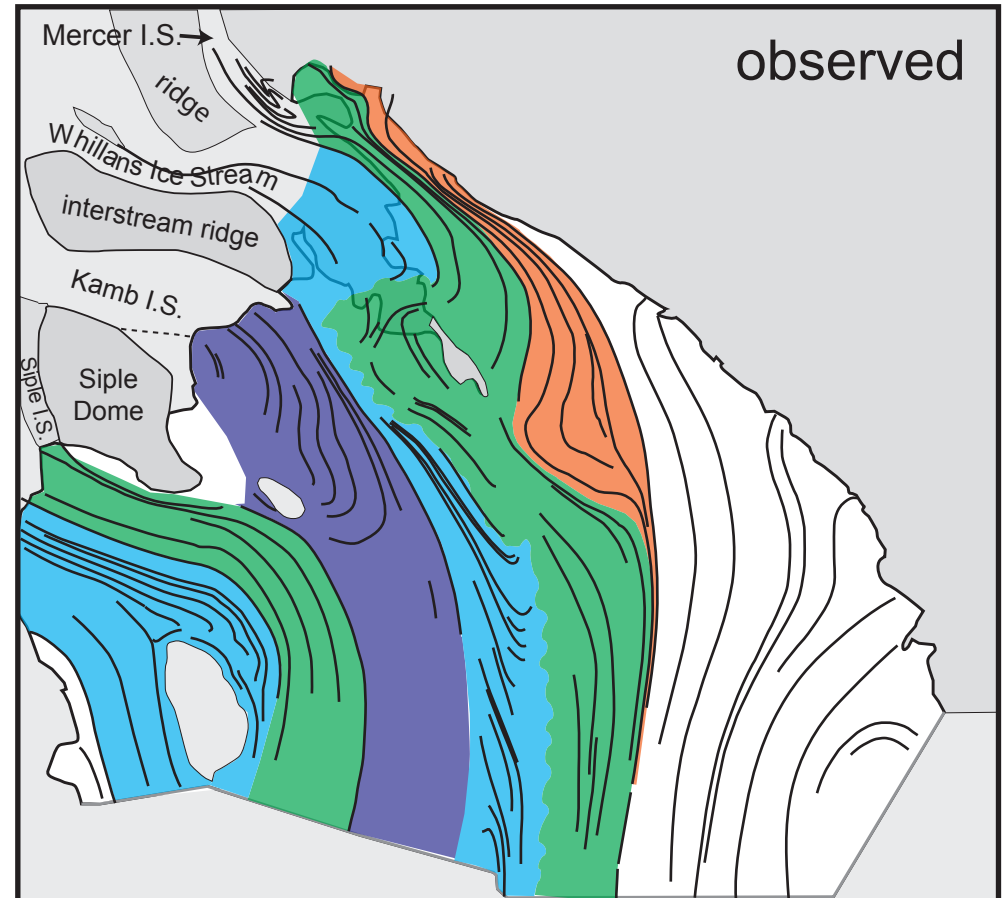 Mercer I.S.
observed
ridge
Whillans Ice Stream
interstream ridge
Kamb I.S.
Siple I.S.
Siple
Dome